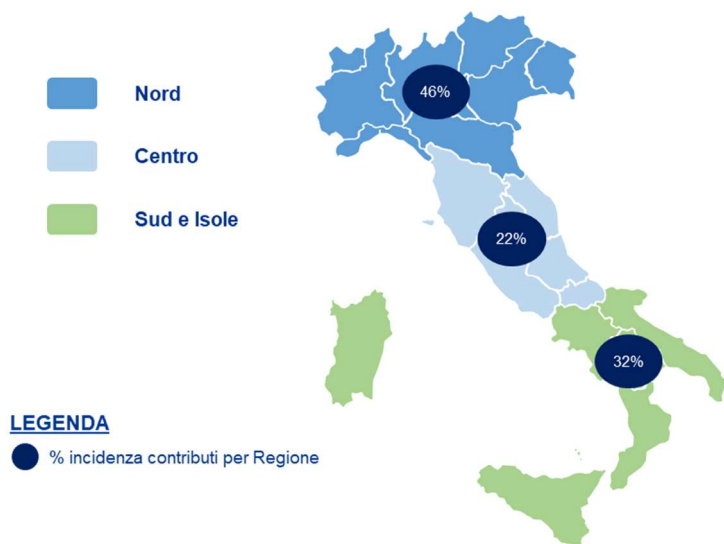 Nord
Centro
Sud e Isole
46%
22%
32%
LEGENDA
% incidenza contributi per Regione